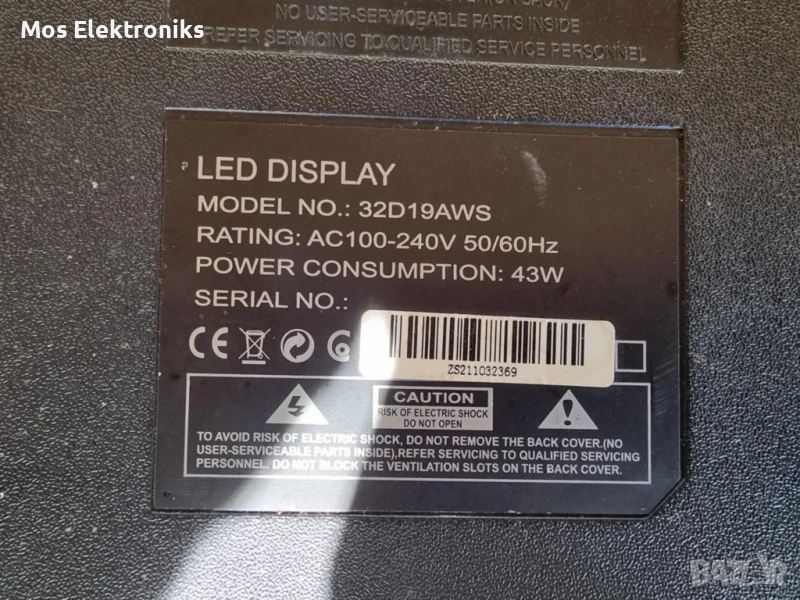 Mos Elektroniks
NO USER-SERVICEABLE PARTS INSIDE
REFER SERVICING TO QUALIFIED SERVICE PERSONNEL
LED DISPLAY
MODEL NO.: 32D19AWS
RATING: AC100-240V 50/60Hz
POWER CONSUMPTION: 43W
SERIAL NO.:
CE
ZS211032369
CAUTION
RISK OF ELECTRIC SHOCK
DO NOT OPEN
TO AVOID RISK OF ELECTRIC SHOCK, DO NOT REMOVE THE BACK COVER.(NO
USER-SERVICEABLE PARTS INSIDE),REFER SERVICING TO QUALIFIED SERVICING
PERSONNEL. DO NOT BLOCK THE VENTILATION SLOTS ON THE BACK COVER.
BAZAR